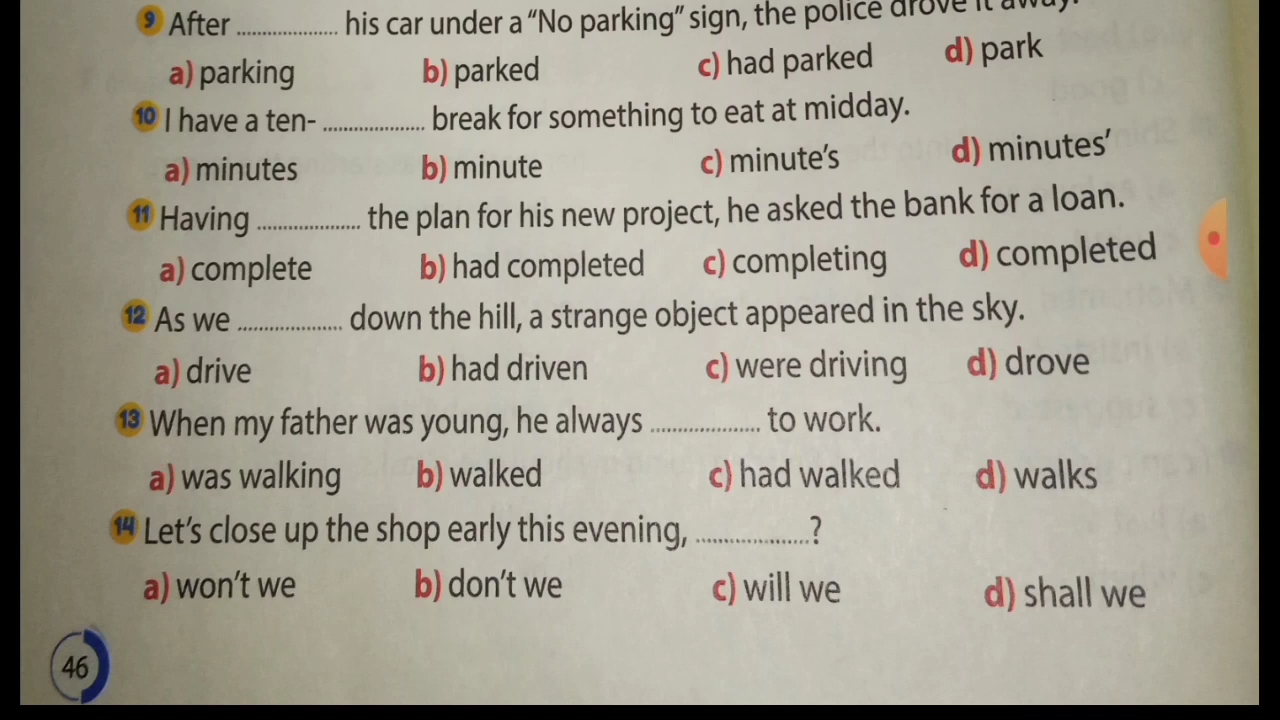 9 After .................... his car under a "No parking" sign, the police drove it away.
a) parking b) parked c) had parked d) park
10 I have a ten- .................... break for something to eat at midday.
a) minutes b) minute c) minute's d) minutes'
11 Having .................... the plan for his new project, he asked the bank for a loan.
a) complete b) had completed c) completing d) completed
12 As we .................... down the hill, a strange object appeared in the sky.
a) drive b) had driven c) were driving d) drove
13 When my father was young, he always .................... to work.
a) was walking b) walked c) had walked d) walks
14 Let's close up the shop early this evening, ....................?
a) won't we b) don't we c) will we d) shall we
46